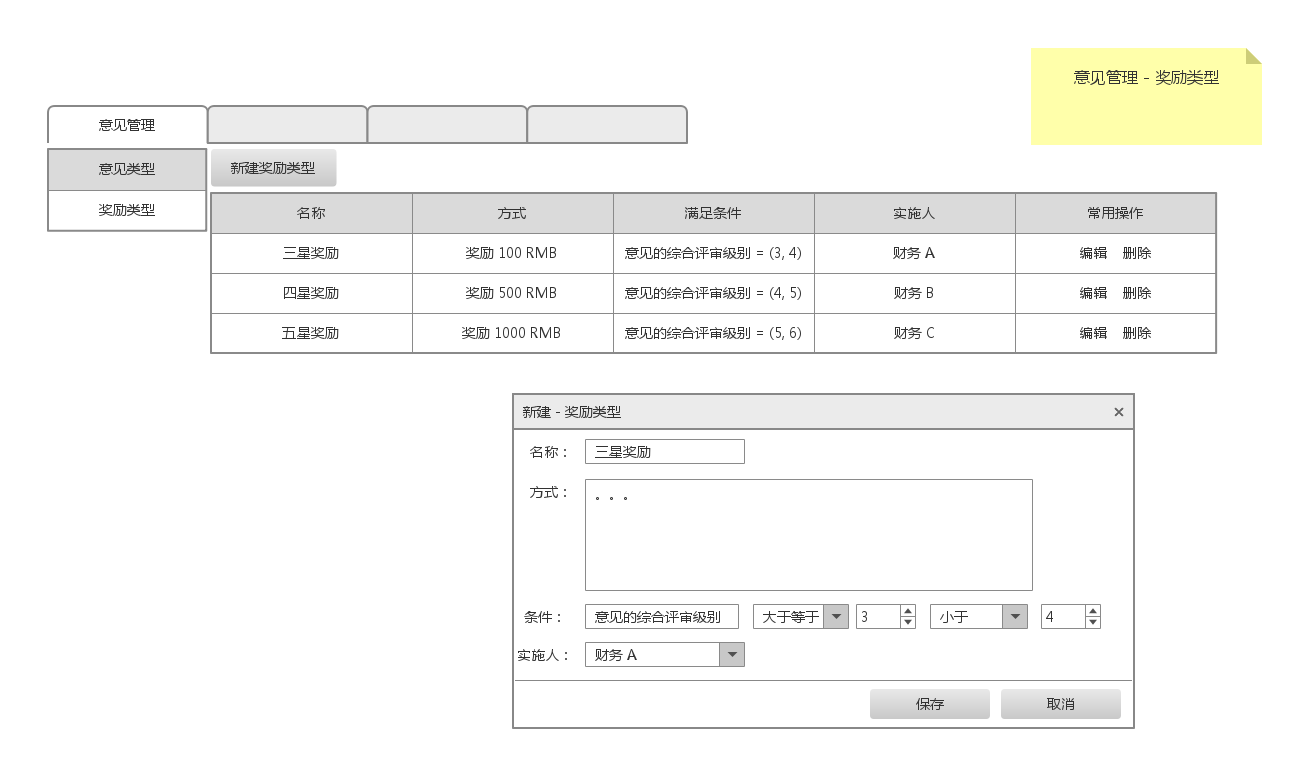 意见管理 - 奖励类型
意见管理
意见类型
奖励类型
新建奖励类型
名称 方式 满足条件 实施人 常用操作
三星奖励 奖励 100 RMB 意见的综合评审级别 = (3, 4) 财务 A 编辑 删除
四星奖励 奖励 500 RMB 意见的综合评审级别 = (4, 5) 财务 B 编辑 删除
五星奖励 奖励 1000 RMB 意见的综合评审级别 = (5, 6) 财务 C 编辑 删除
新建 - 奖励类型 ×
名称： 三星奖励
方式： 。。。
条件： 意见的综合评审级别 大于等于 3 小于 4
实施人： 财务 A
保存 取消